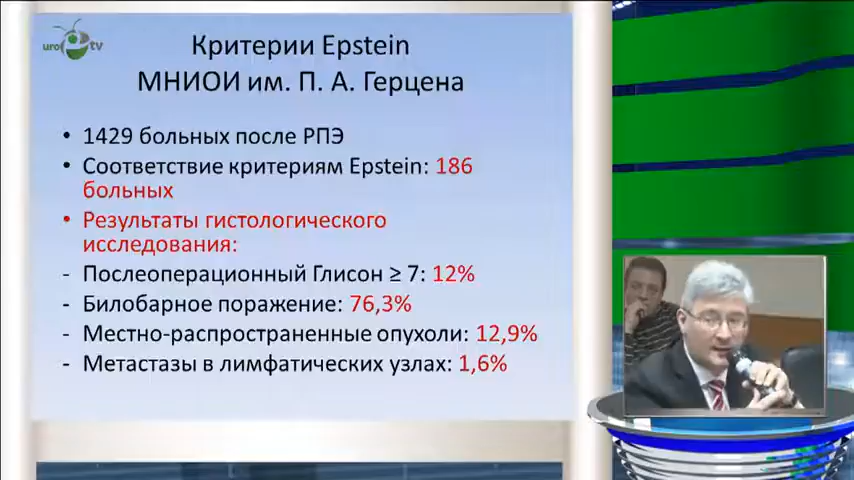 uro tv
Критерии Epstein
МНИОИ им. П. А. Герцена
• 1429 больных после РПЭ
• Соответствие критериям Epstein: 186
больных
• Результаты гистологического
исследования:
- Послеоперационный Глисон ≥ 7: 12%
- Билобарное поражение: 76,3%
- Местно-распространенные опухоли: 12,9%
- Метастазы в лимфатических узлах: 1,6%